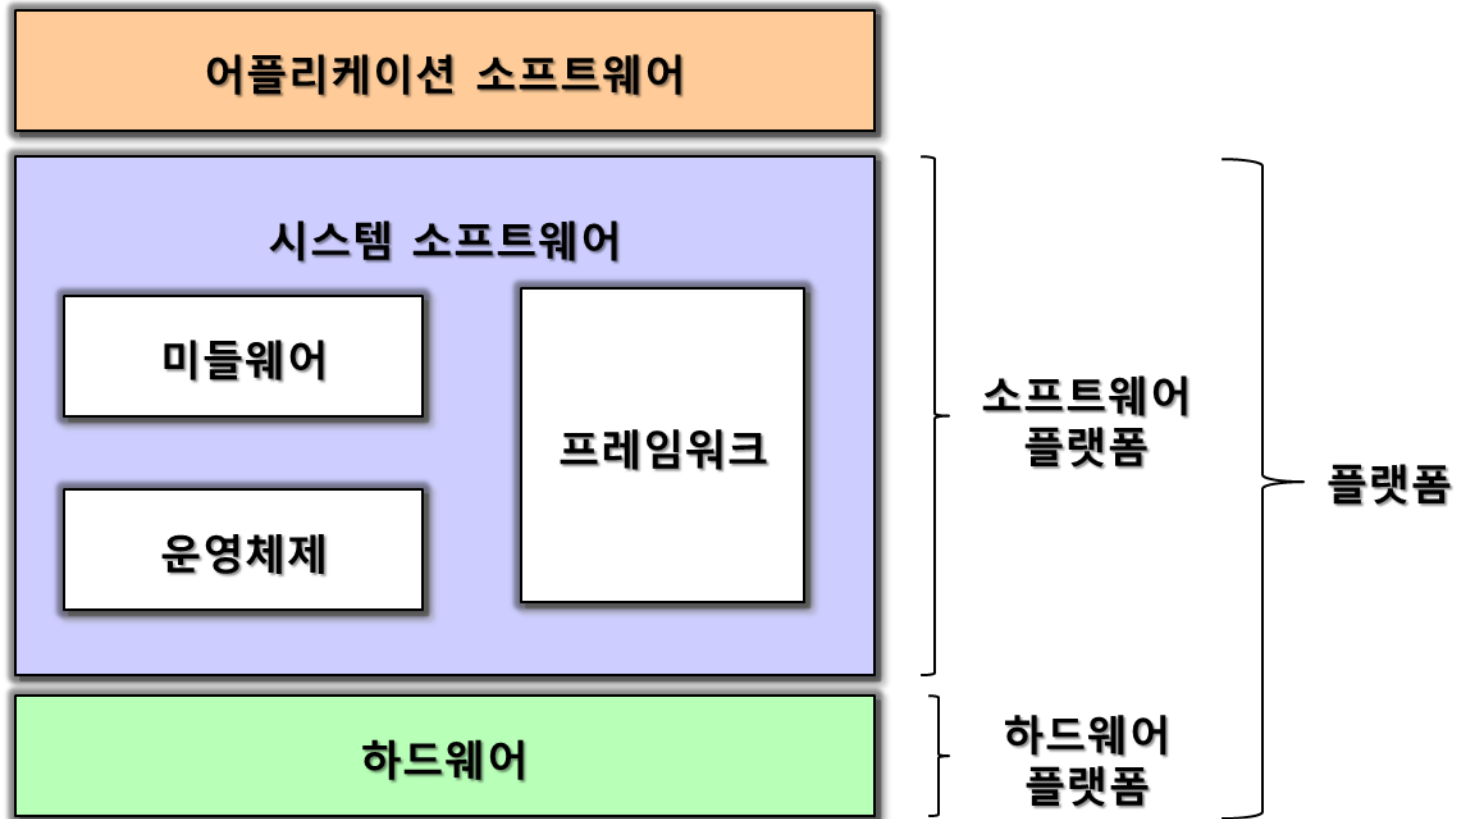 어플리케이션 소프트웨어
시스템 소프트웨어
미들웨어
프레임워크
운영체제
하드웨어
소프트웨어
플랫폼
하드웨어
플랫폼
플랫폼